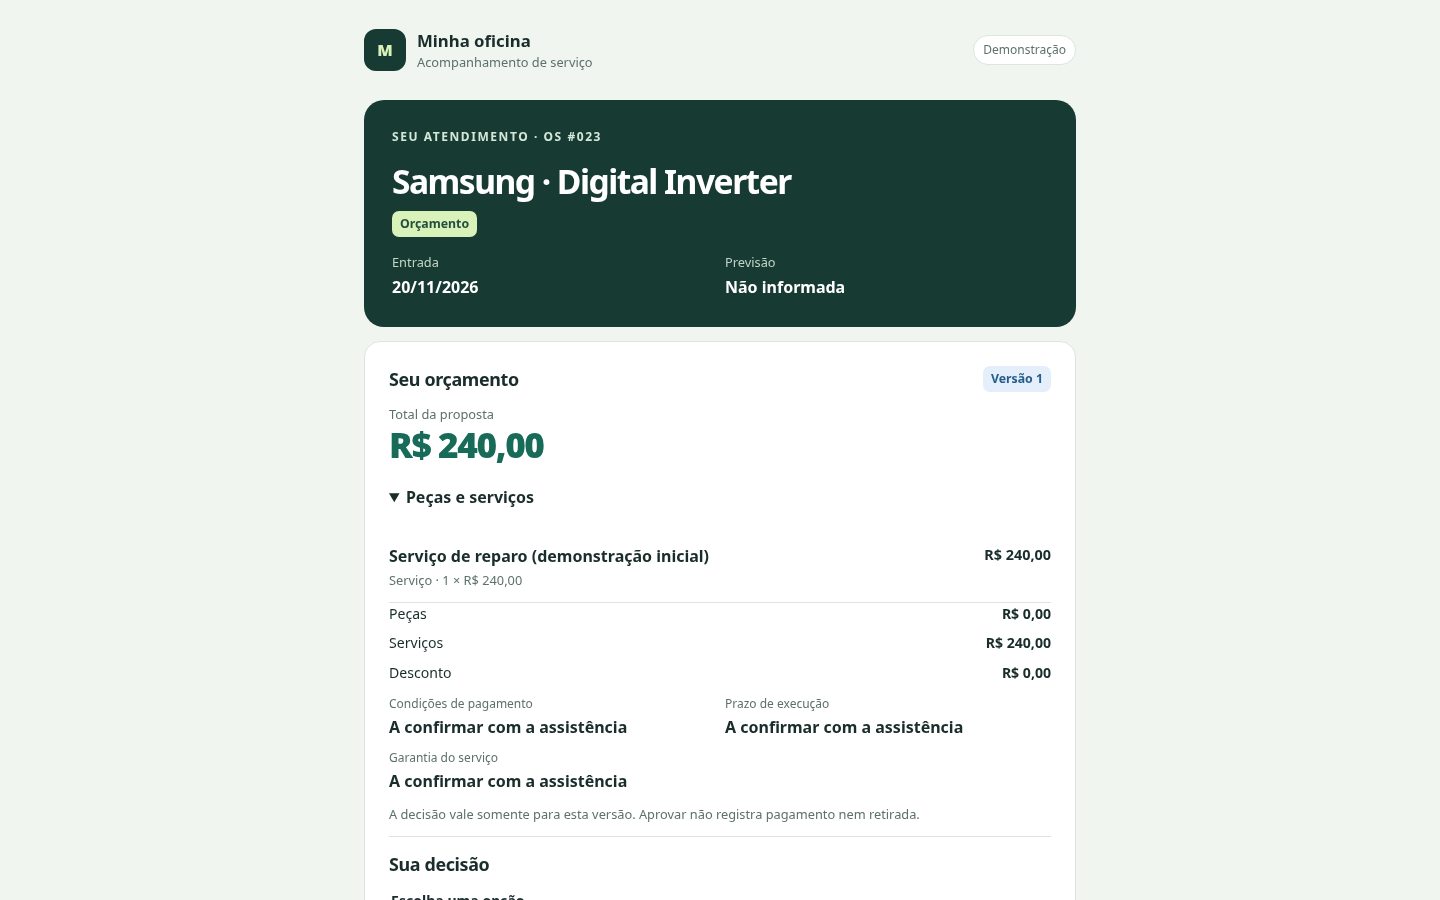 M
Minha oficina
Acompanhamento de serviço
Demonstração
SEU ATENDIMENTO · OS #023
Samsung · Digital Inverter
Orçamento
Entrada
20/11/2026
Previsão
Não informada
Seu orçamento
Versão 1
Total da proposta
R$ 240,00
▼ Peças e serviços
Serviço de reparo (demonstração inicial)
R$ 240,00
Serviço · 1 × R$ 240,00
Peças
R$ 0,00
Serviços
R$ 240,00
Desconto
R$ 0,00
Condições de pagamento
A confirmar com a assistência
Prazo de execução
A confirmar com a assistência
Garantia do serviço
A confirmar com a assistência
A decisão vale somente para esta versão. Aprovar não registra pagamento nem retirada.
Sua decisão
Escolha uma opção